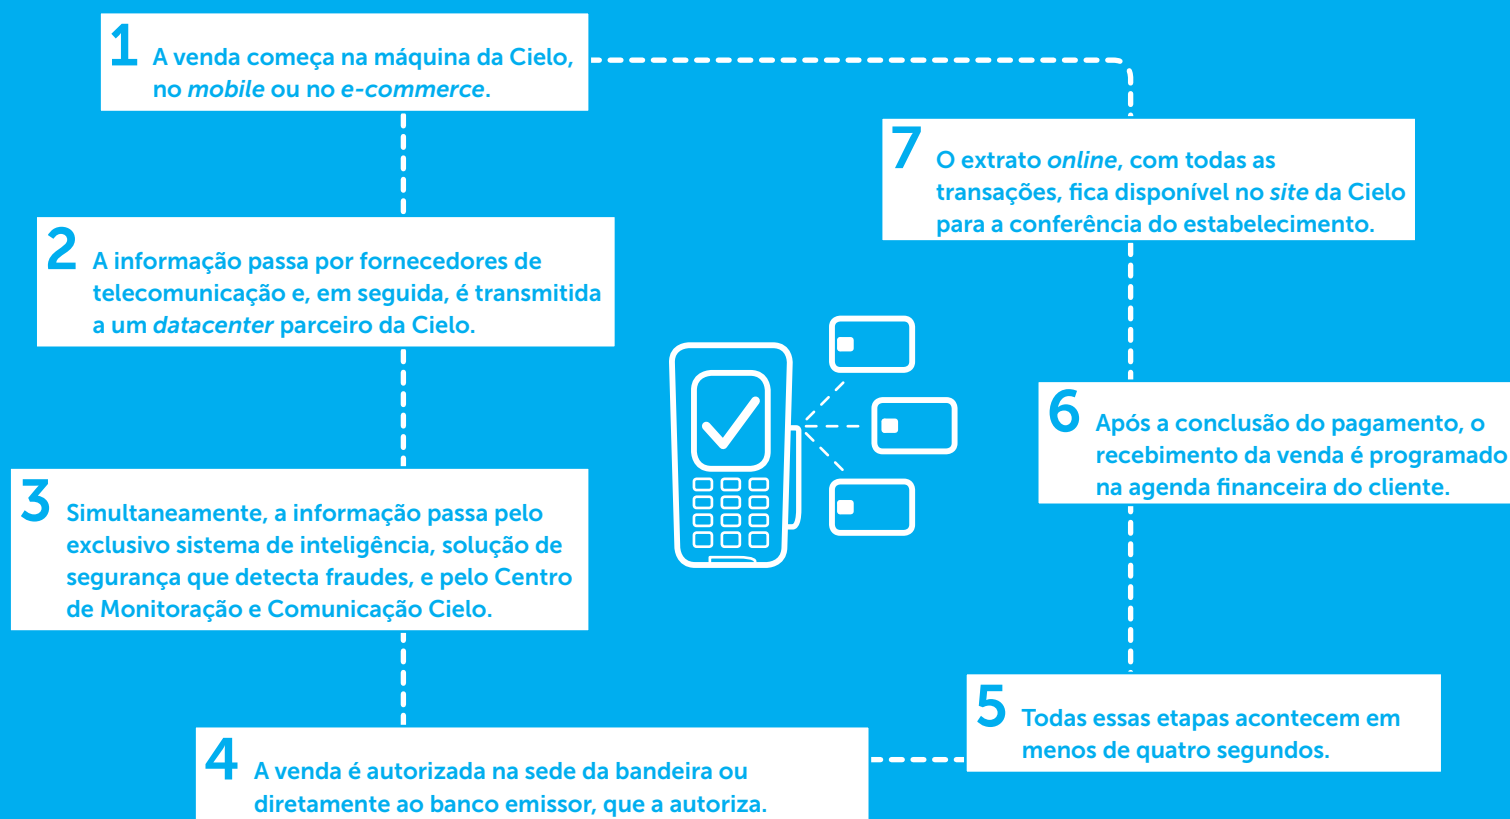 1
A venda começa na máquina da Cielo,
no mobile ou no e-commerce.
2
A informação passa por fornecedores de
telecomunicação e, em seguida, é transmitida
a um datacenter parceiro da Cielo.
3
Simultaneamente, a informação passa pelo
exclusivo sistema de inteligência, solução de
segurança que detecta fraudes, e pelo Centro
de Monitoração e Comunicação Cielo.
4
A venda é autorizada na sede da bandeira ou
diretamente ao banco emissor, que a autoriza.
5
Todas essas etapas acontecem em
menos de quatro segundos.
6
Após a conclusão do pagamento, o
recebimento da venda é programado
na agenda financeira do cliente.
7
O extrato online, com todas as
transações, fica disponível no site da Cielo
para a conferência do estabelecimento.